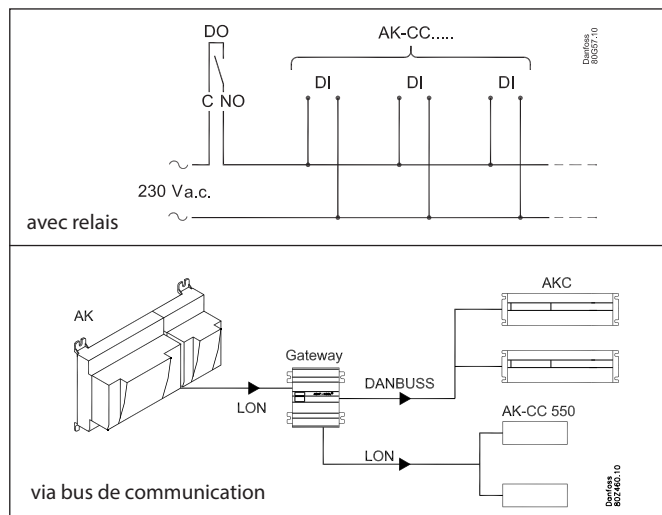 DO
AK-CC.....
Danfoss
80G57.10
DI DI DI
C NO
230 Va.c.
avec relais
AKC
AK
Gateway
DANBUSS
LON
AK-CC 550
LON
via bus de communication
Danfoss
80Z460.10